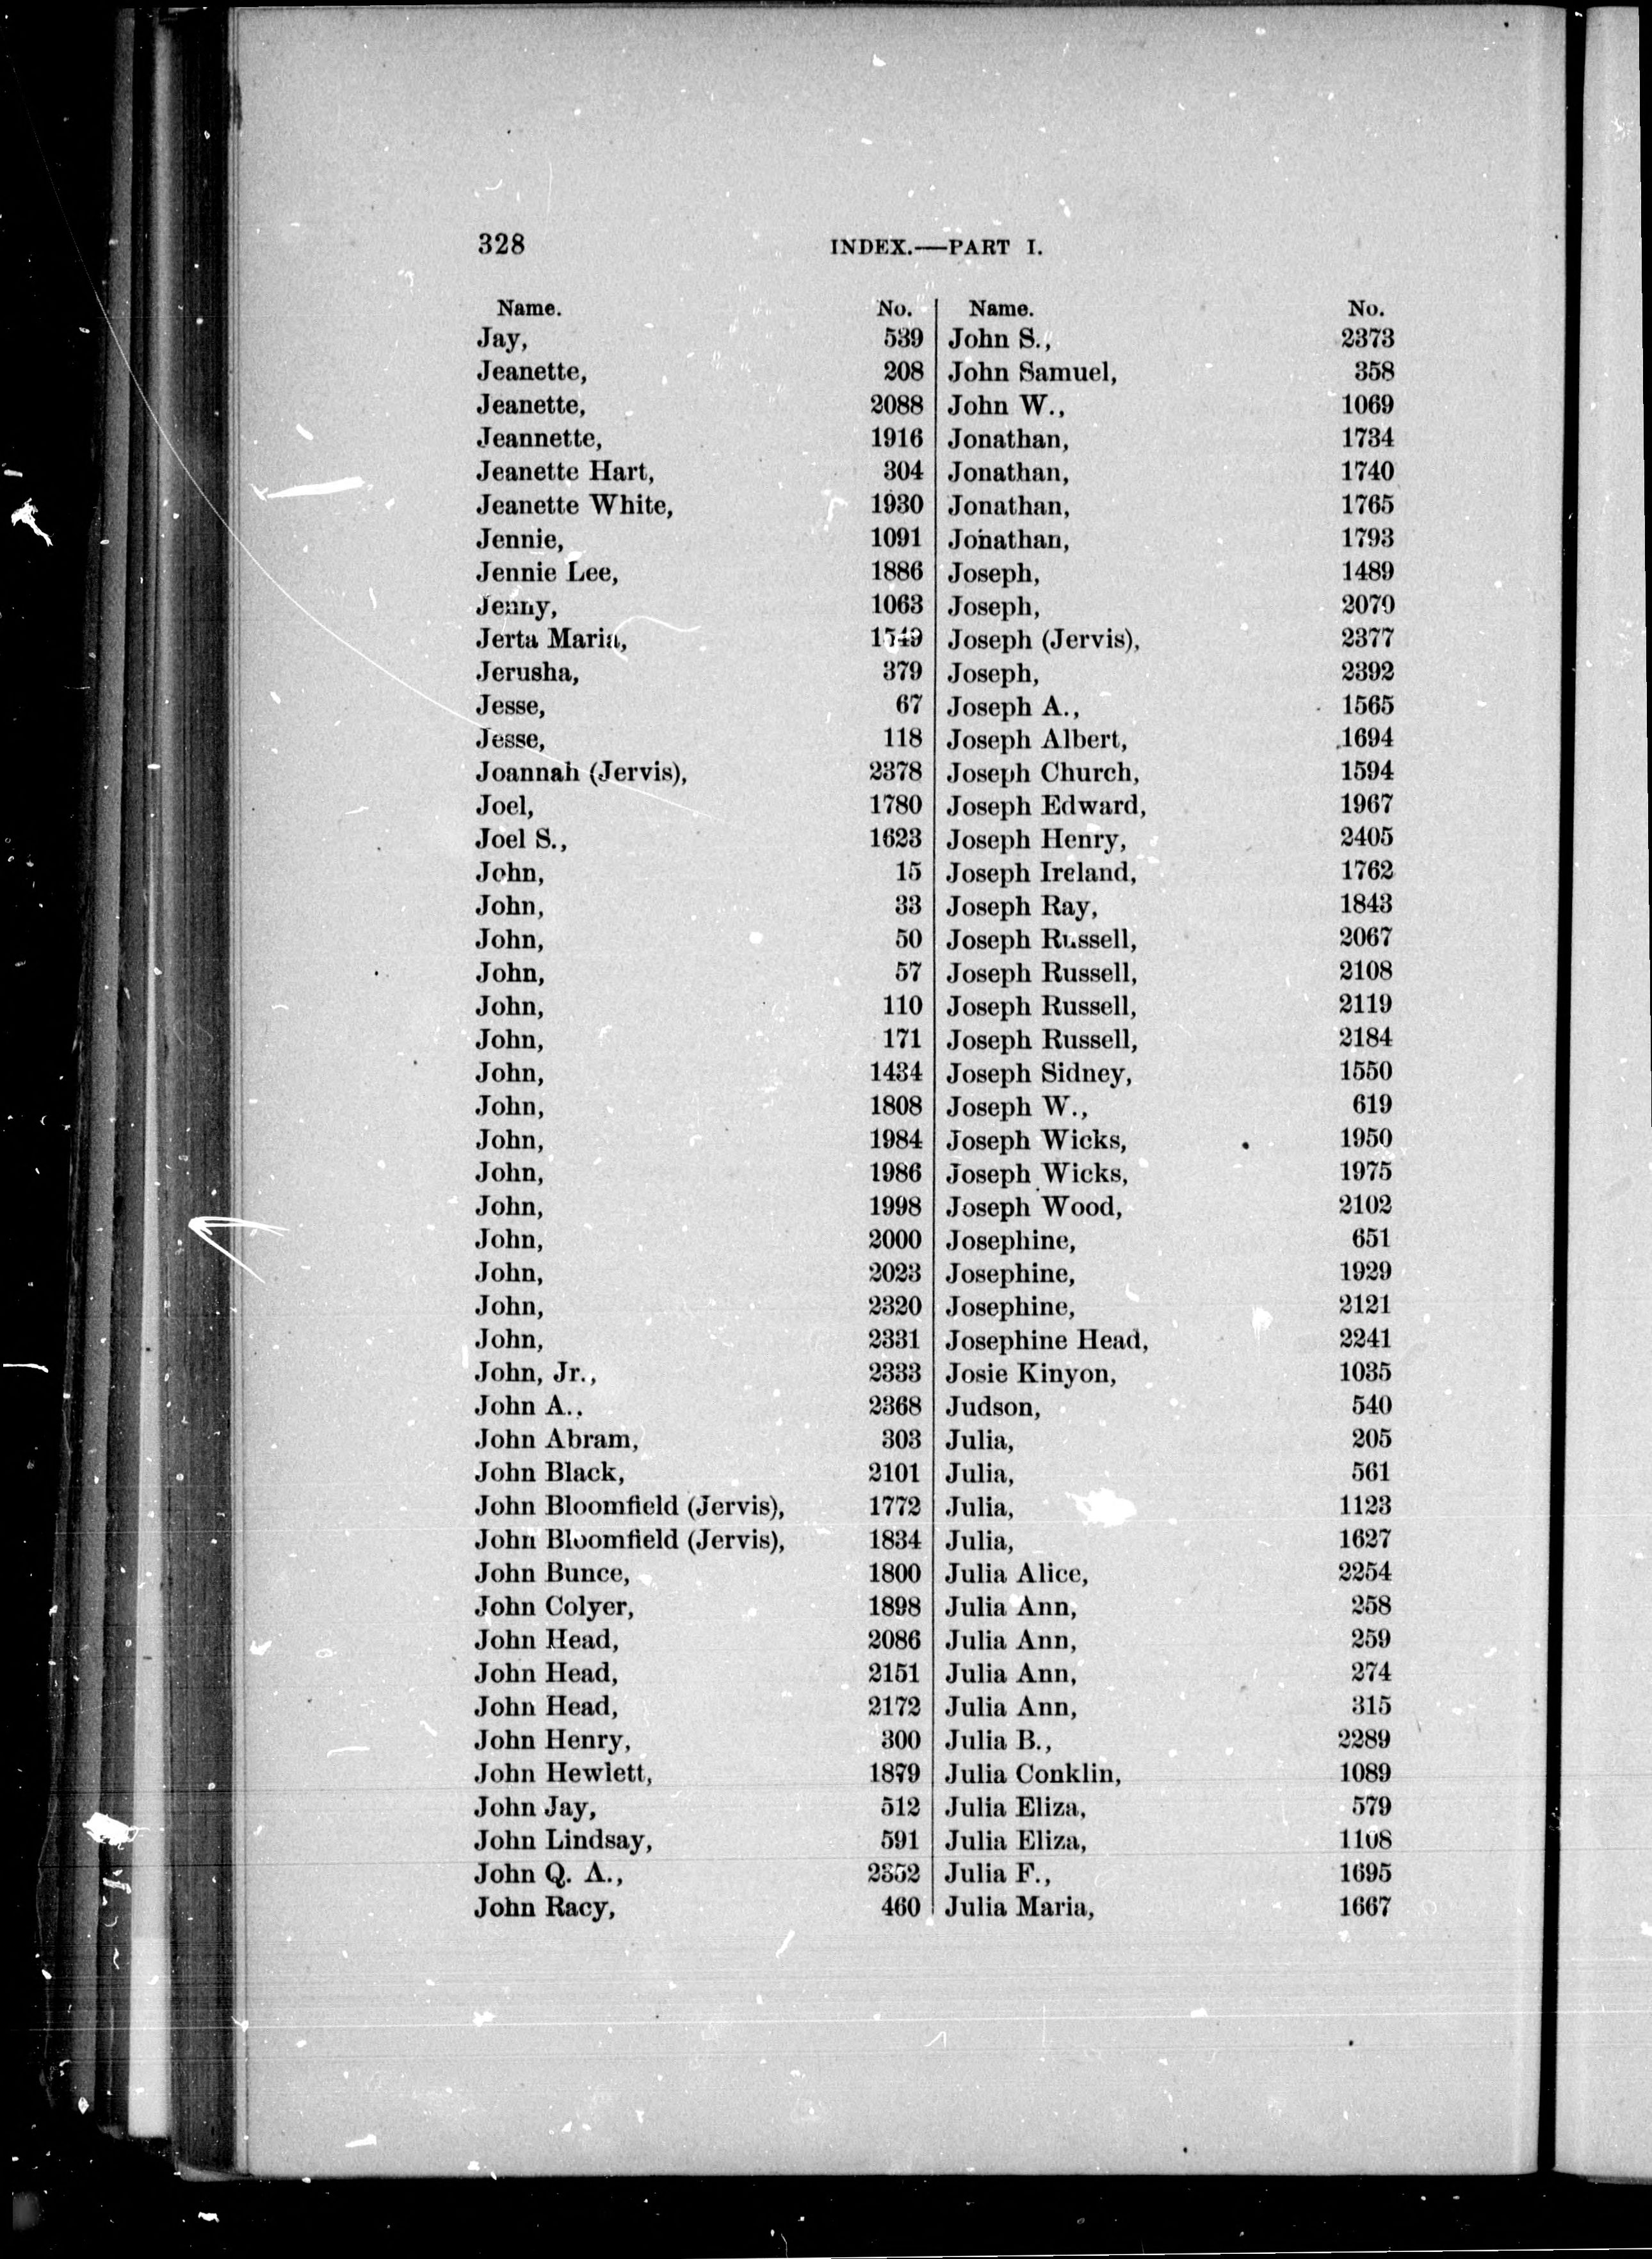 328 INDEX.—PART I.
Name. No.
Jay, 539
Jeanette, 208
Jeanette, 2088
Jeannette, 1916
Jeanette Hart, 304
Jeanette White, 1930
Jennie, 1091
Jennie Lee, 1886
Jenny, 1063
Jerta Maria, 1549
Jerusha, 379
Jesse, 67
Jesse, 118
Joannah (Jervis), 2378
Joel, 1780
Joel S., 1623
John, 15
John, 33
John, 50
John, 57
John, 110
John, 171
John, 1434
John, 1808
John, 1984
John, 1986
John, 1998
John, 2000
John, 2023
John, 2320
John, 2331
John, Jr., 2333
John A., 2368
John Abram, 303
John Black, 2101
John Bloomfield (Jervis), 1772
John Bloomfield (Jervis), 1834
John Bunce, 1800
John Colyer, 1898
John Head, 2086
John Head, 2151
John Head, 2172
John Henry, 300
John Hewlett, 1879
John Jay, 512
John Lindsay, 591
John Q. A., 2352
John Racy, 460
Name. No.
John S., 2373
John Samuel, 358
John W., 1069
Jonathan, 1734
Jonathan, 1740
Jonathan, 1765
Jonathan, 1793
Joseph, 1489
Joseph, 2070
Joseph (Jervis), 2377
Joseph, 2392
Joseph A., 1565
Joseph Albert, 1694
Joseph Church, 1594
Joseph Edward, 1967
Joseph Henry, 2405
Joseph Ireland, 1762
Joseph Ray, 1843
Joseph Russell, 2067
Joseph Russell, 2108
Joseph Russell, 2119
Joseph Russell, 2184
Joseph Sidney, 1550
Joseph W., 619
Joseph Wicks, 1950
Joseph Wicks, 1975
Joseph Wood, 2102
Josephine, 651
Josephine, 1929
Josephine, 2121
Josephine Head, 2241
Josie Kinyon, 1035
Judson, 540
Julia, 205
Julia, 561
Julia, 1123
Julia, 1627
Julia Alice, 2254
Julia Ann, 258
Julia Ann, 259
Julia Ann, 274
Julia Ann, 315
Julia B., 2289
Julia Conklin, 1089
Julia Eliza, 579
Julia Eliza, 1108
Julia F., 1695
Julia Maria, 1667